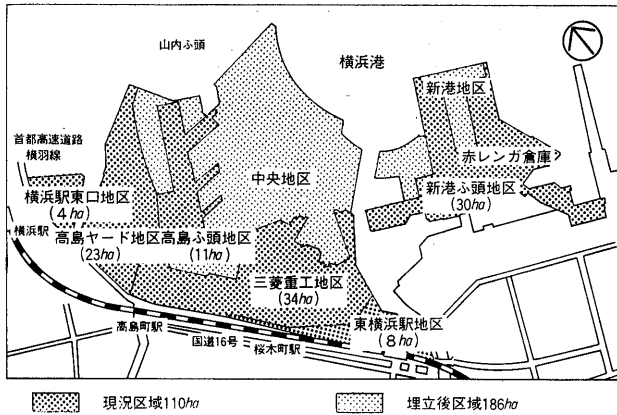 山内ふ頭
横浜港
新港地区
首都高速道路
横羽線
赤レンガ倉庫
中央地区
横浜駅東口地区
(4ha)
新港ふ頭地区
(30ha)
横浜駅
高島ヤード地区
(23ha)
高島ふ頭地区
(11ha)
三菱重工地区
(34ha)
東横浜駅地区
(8ha)
高島町駅
国道16号
桜木町駅
現況区域110ha
埋立後区域186ha